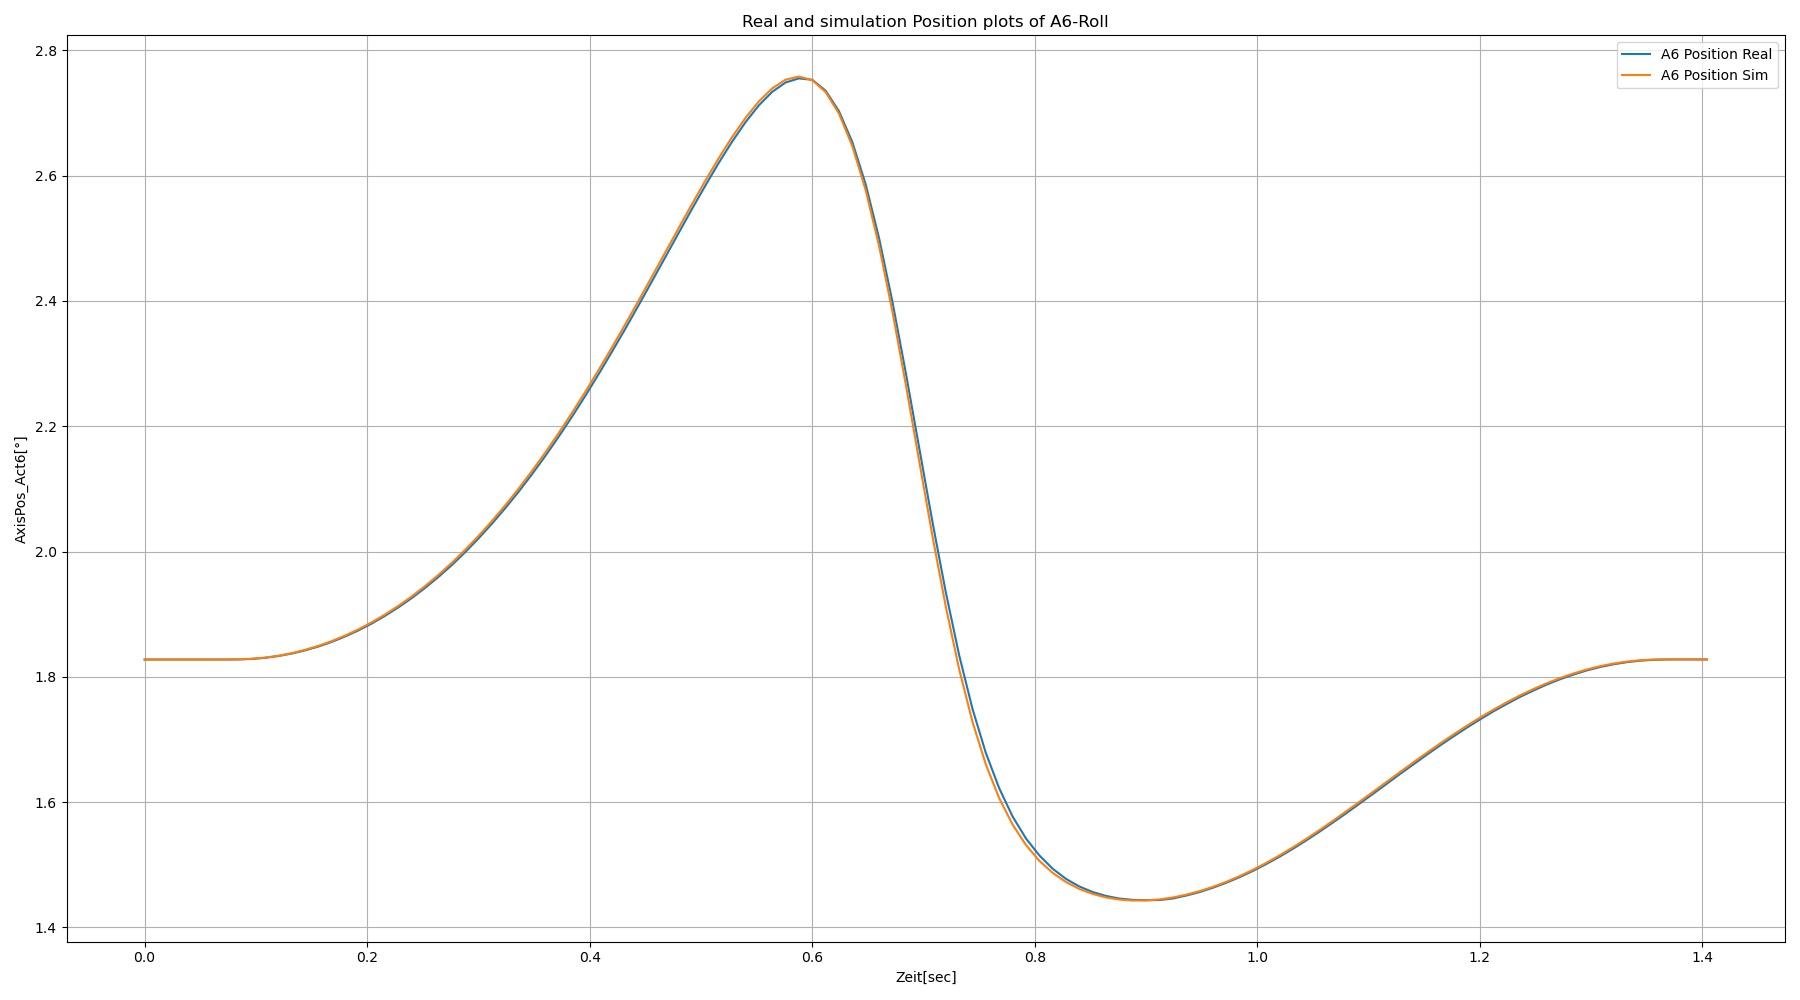 Real and simulation Position plots of A6-Roll
A6 Position Real
A6 Position Sim
AxisPos_Act6[°]
2.8
2.6
2.4
2.2
2.0
1.8
1.6
1.4
0.0 0.2 0.4 0.6 0.8 1.0 1.2 1.4
Zeit[sec]